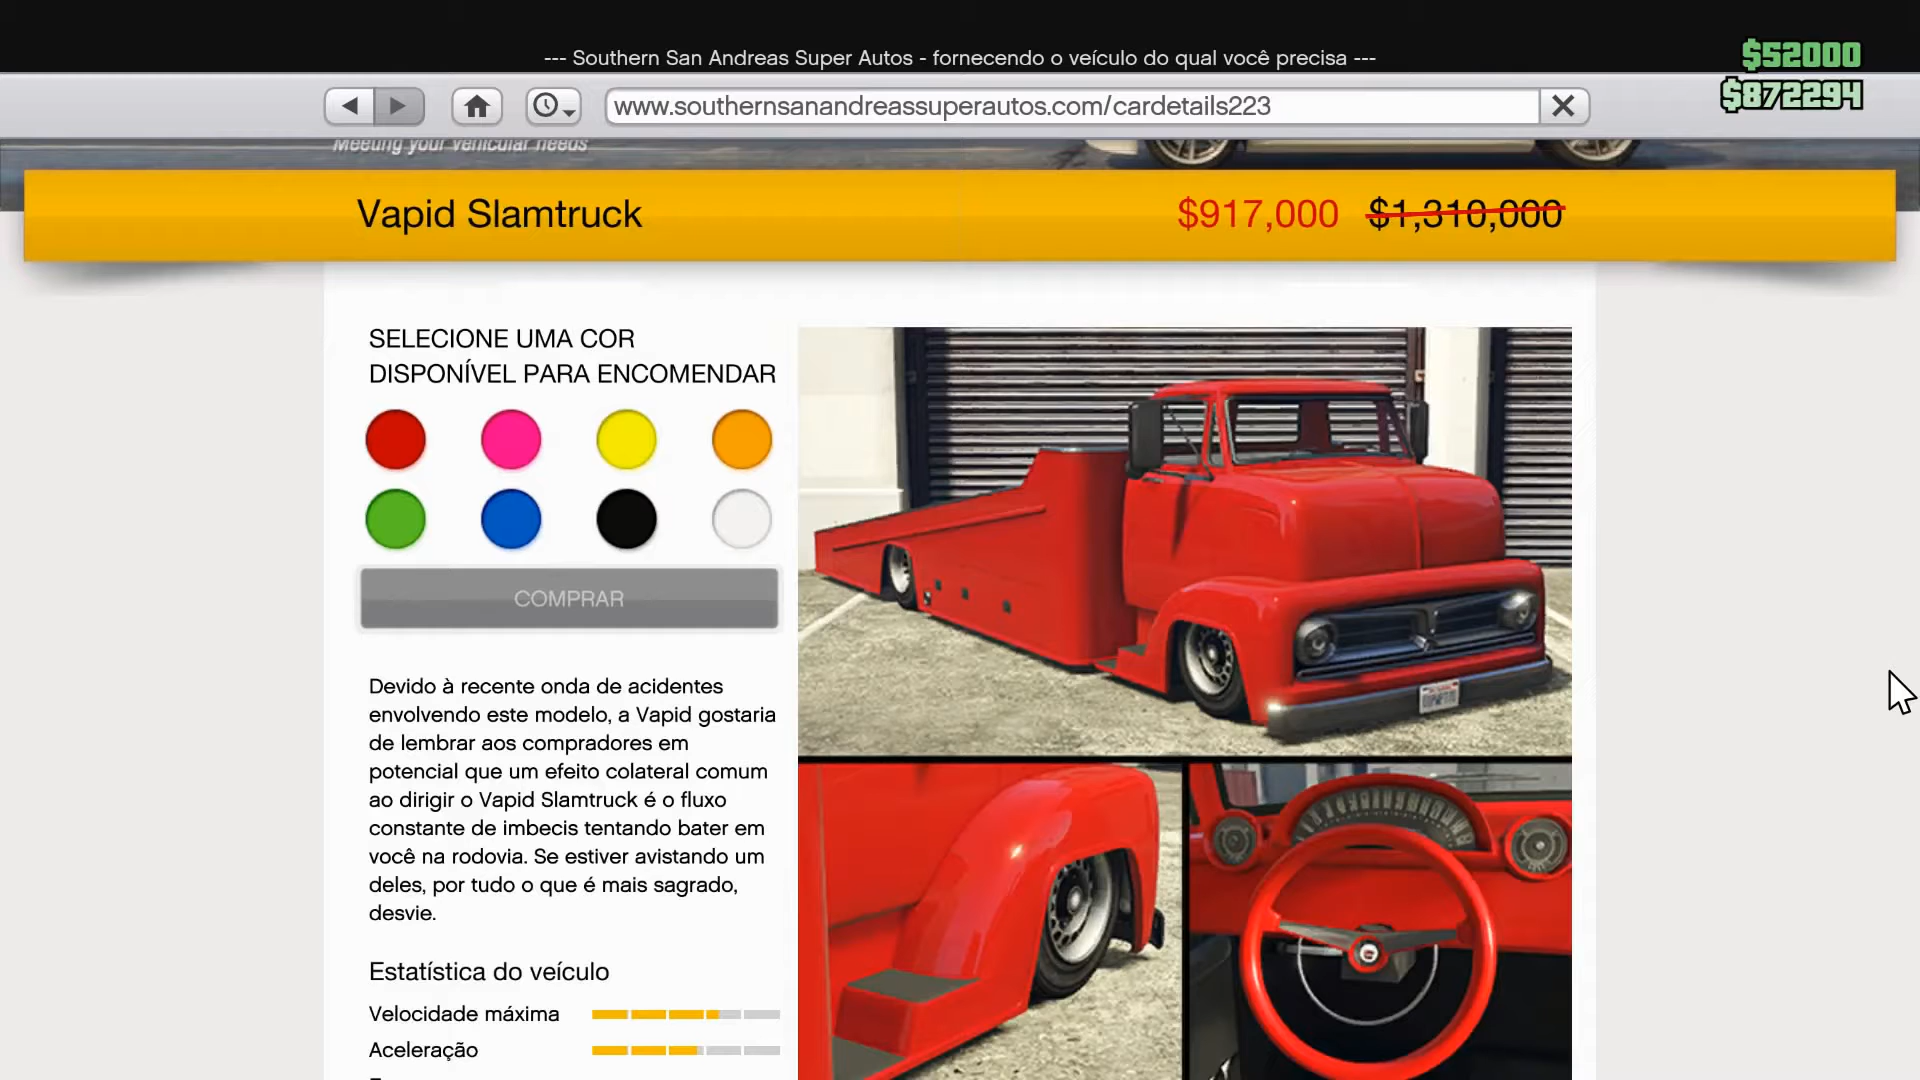 --- Southern San Andreas Super Autos - fornecendo o veículo do qual você precisa ---
$52000
$872294
www.southernsanandreassuperautos.com/cardetails223
Meeting your vehicular needs
Vapid Slamtruck
$917,000 $1,310,000
SELECIONE UMA COR
DISPONÍVEL PARA ENCOMENDAR
COMPRAR
Devido à recente onda de acidentes
envolvendo este modelo, a Vapid gostaria
de lembrar aos compradores em
potencial que um efeito colateral comum
ao dirigir o Vapid Slamtruck é o fluxo
constante de imbecis tentando bater em
você na rodovia. Se estiver avistando um
deles, por tudo o que é mais sagrado,
desvie.
Estatística do veículo
Velocidade máxima
Aceleração